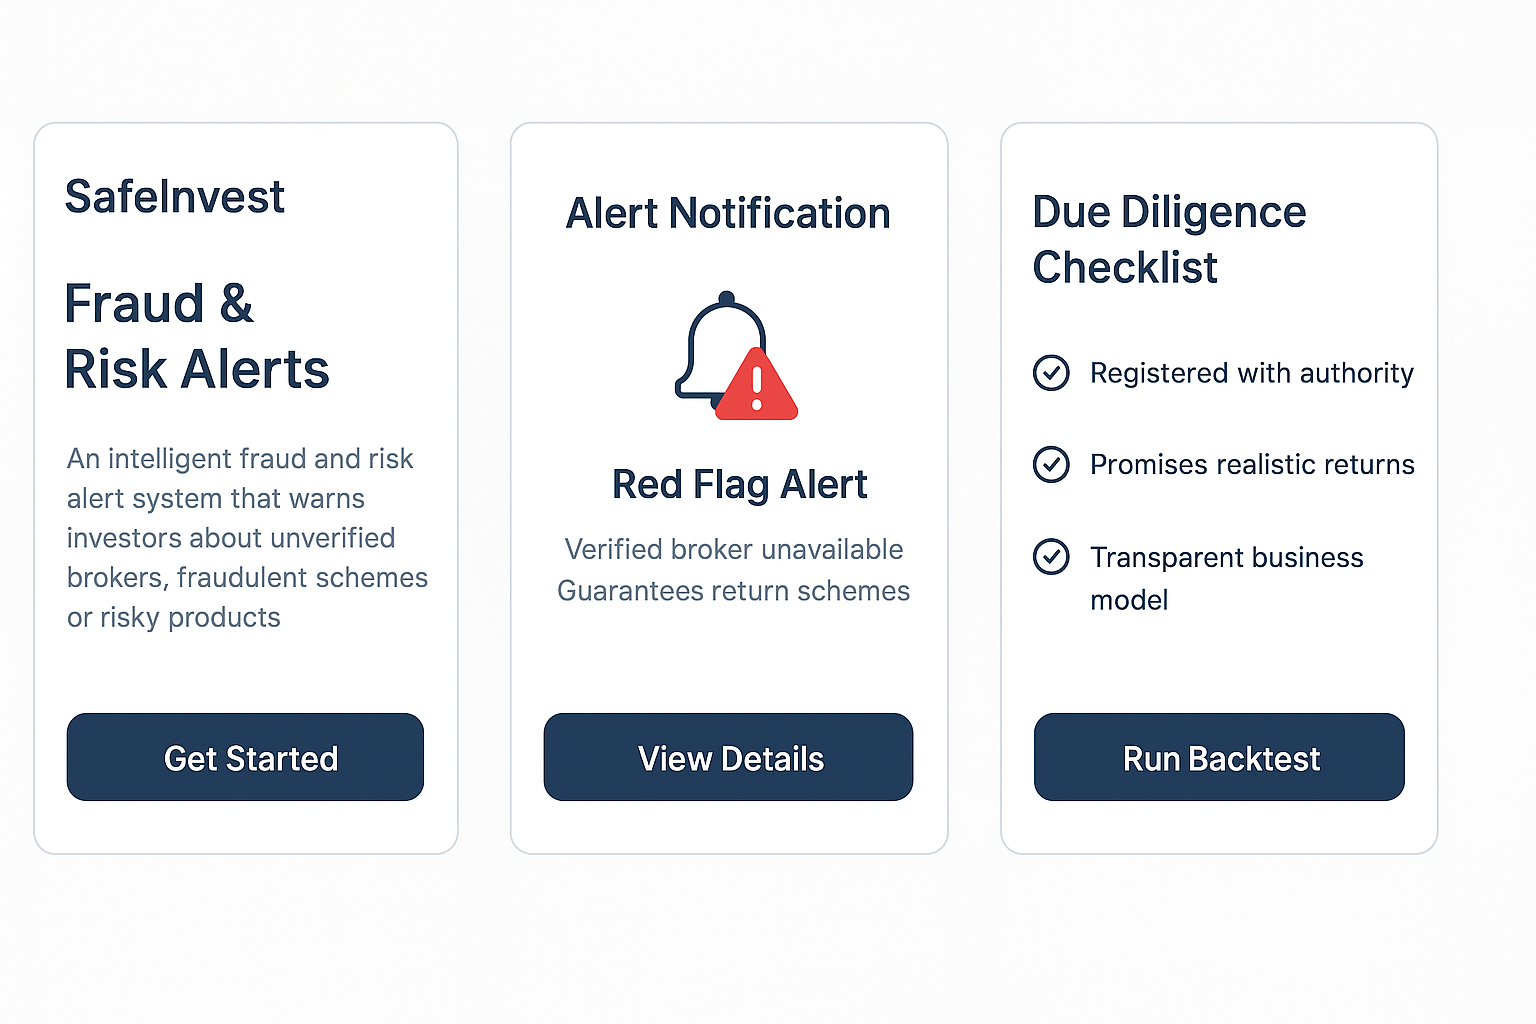 SafeInvest
Fraud &
Risk Alerts
An intelligent fraud and risk
alert system that warns
investors about unverified
brokers, fraudulent schemes
or risky products
Get Started
Alert Notification
Red Flag Alert
Verified broker unavailable
Guarantees return schemes
View Details
Due Diligence
Checklist
Registered with authority
Promises realistic returns
Transparent business
model
Run Backtest